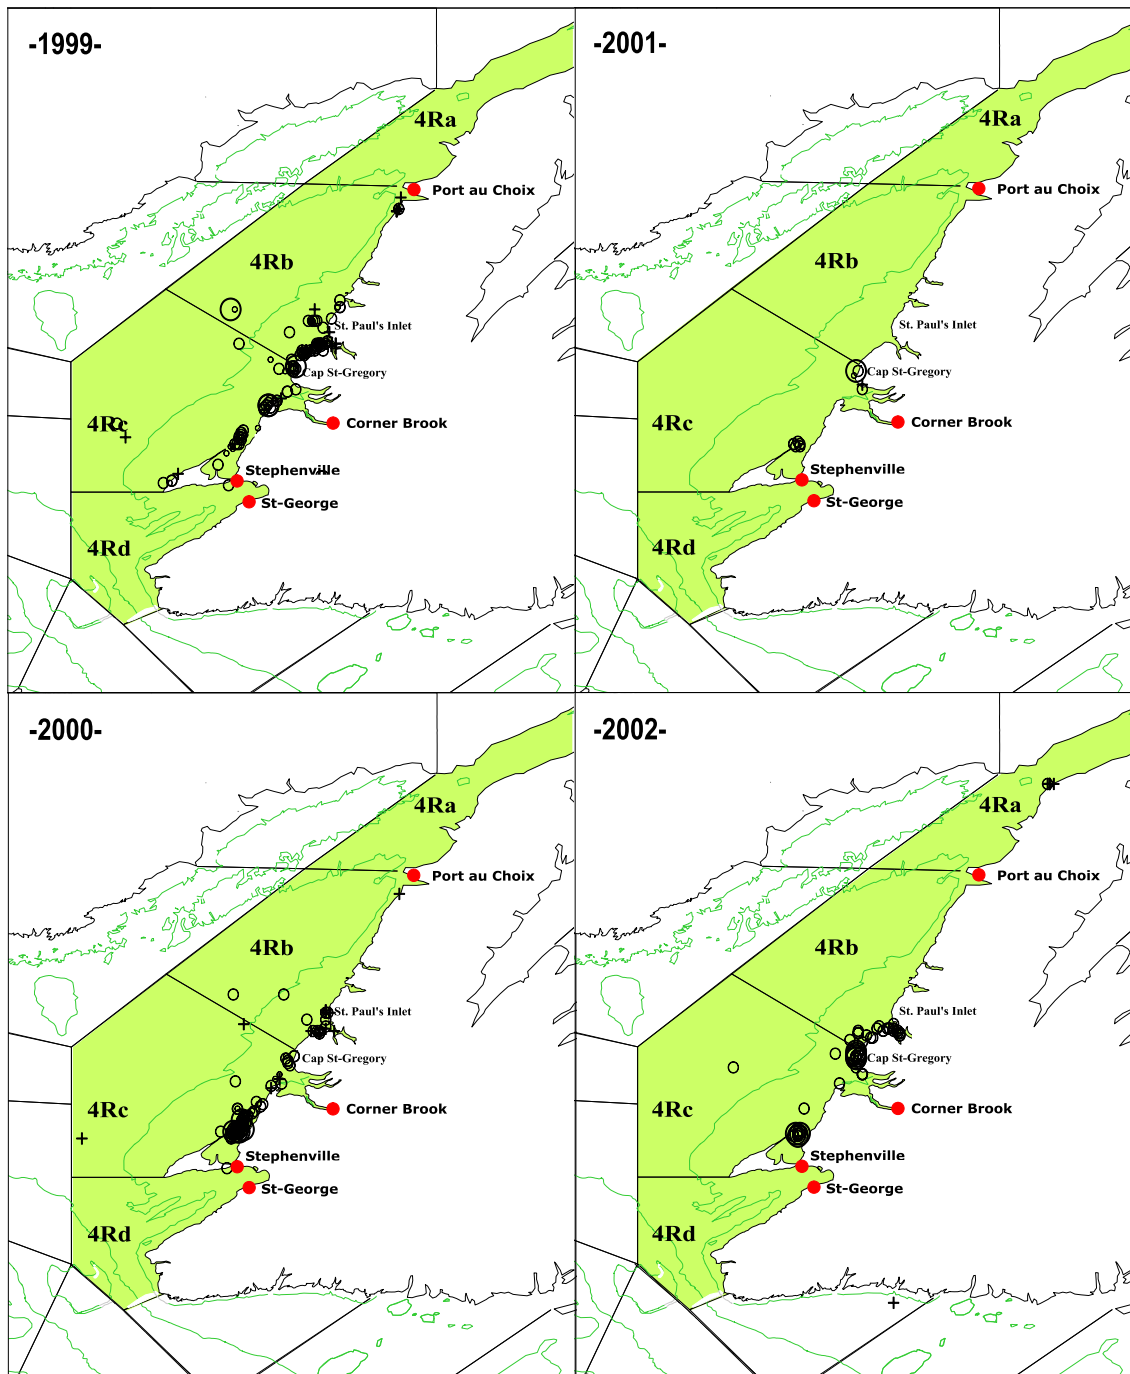 -1999-
4Ra
Port au Choix
4Rb
St. Paul's Inlet
Cap St-Gregory
4Rc
Corner Brook
Stephenville
St-George
4Rd
-2001-
4Ra
Port au Choix
4Rb
St. Paul's Inlet
Cap St-Gregory
4Rc
Corner Brook
Stephenville
St-George
4Rd
-2000-
4Ra
Port au Choix
4Rb
St. Paul's Inlet
Cap St-Gregory
4Rc
Corner Brook
Stephenville
St-George
4Rd
-2002-
4Ra
Port au Choix
4Rb
St. Paul's Inlet
Cap St-Gregory
4Rc
Corner Brook
Stephenville
St-George
4Rd